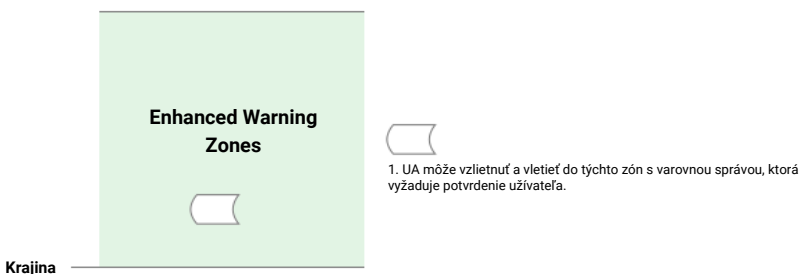 Enhanced Warning
Zones
1. UA môže vzlietnuť a vletieť do týchto zón s varovnou správou, ktorá
vyžaduje potvrdenie užívateľa.
Krajina